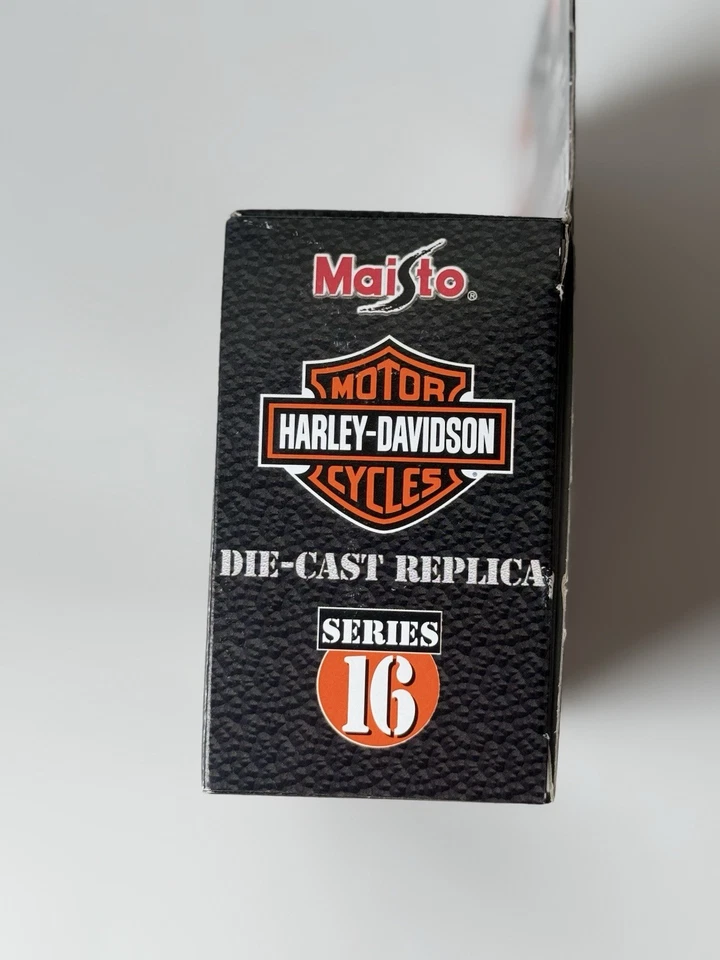 Maisto®
MOTOR
HARLEY-DAVIDSON
CYCLES
®
DIE-CAST REPLICA
SERIES
16